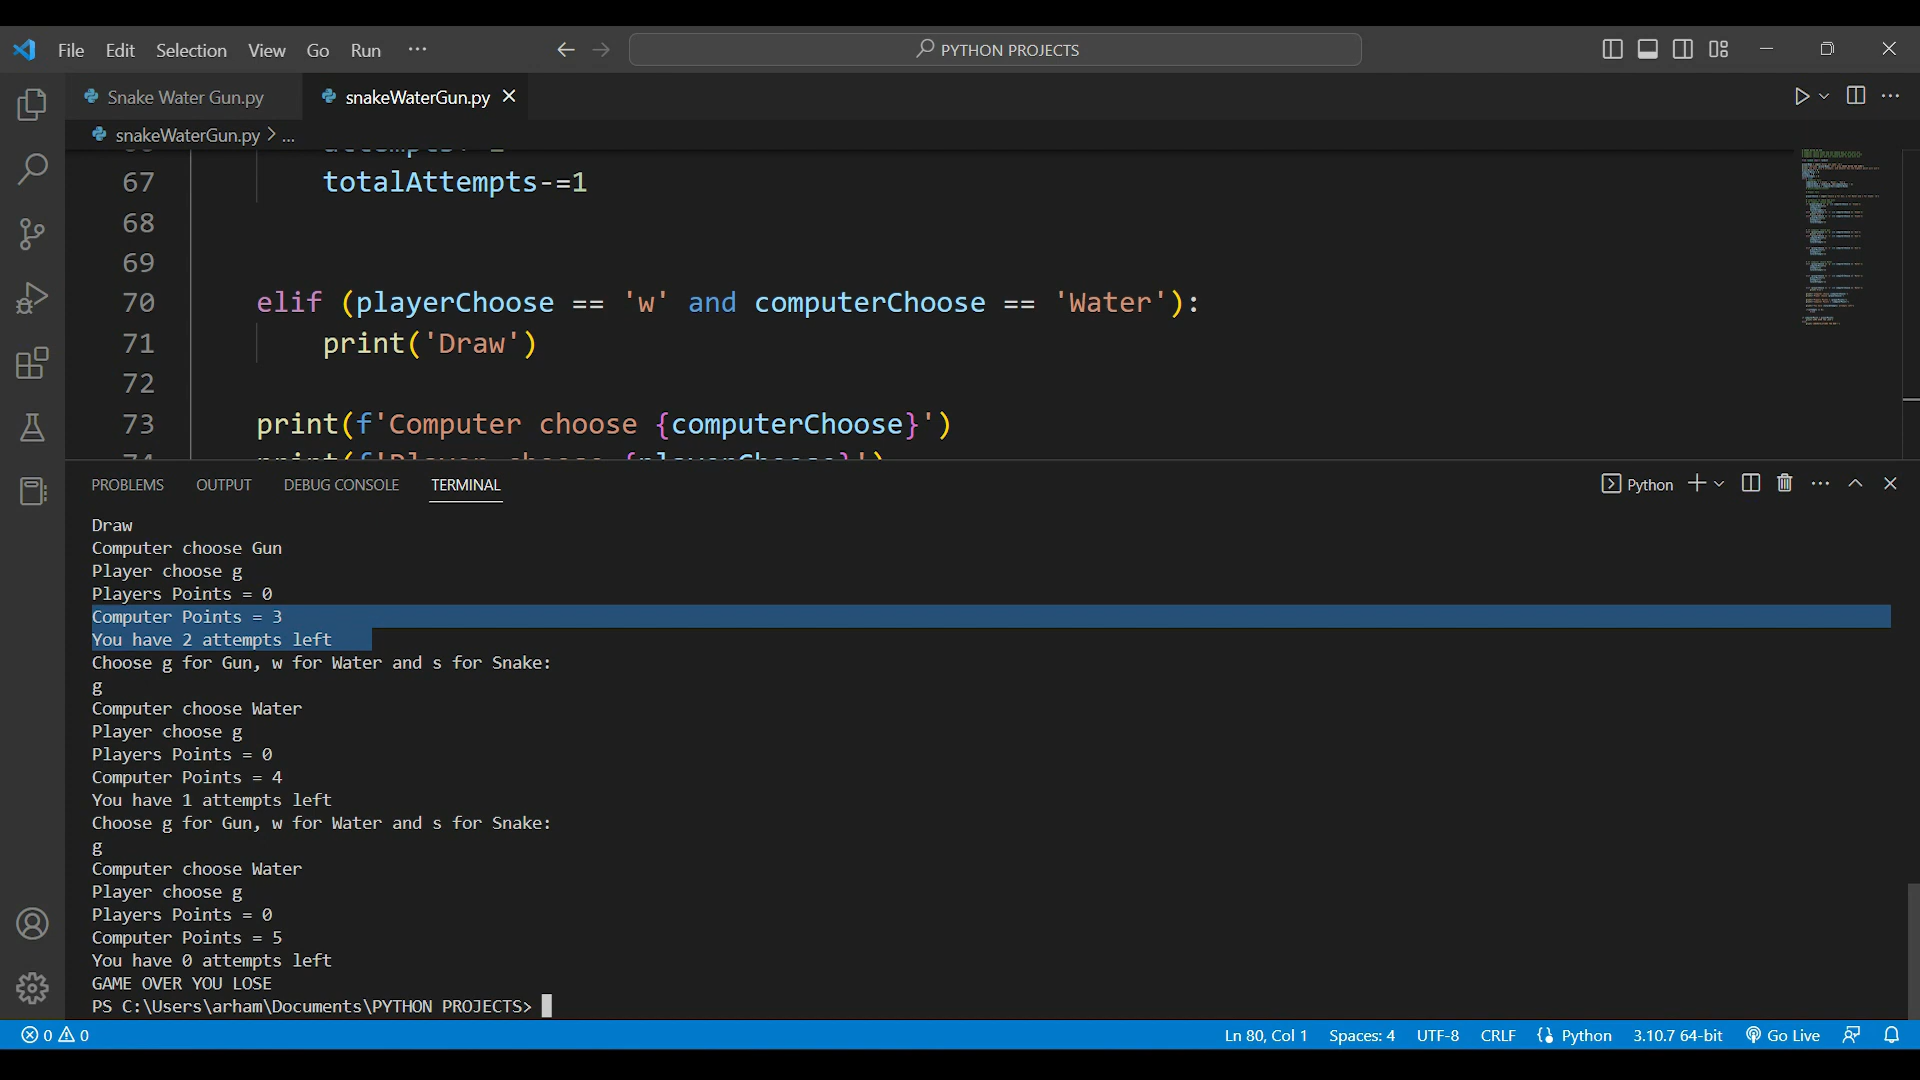 File Edit Selection View Go Run ···
PYTHON PROJECTS
Snake Water Gun.py
snakeWaterGun.py
snakeWaterGun.py > ...
67 totalAttempts-=1
68
69
70 elif (playerChoose == 'w' and computerChoose == 'Water'):
71 print('Draw')
72
73 print(f'Computer choose {computerChoose}')
74 print(f'Player choose {playerChoose}')
PROBLEMS OUTPUT DEBUG CONSOLE TERMINAL
Python
Draw
Computer choose Gun
Player choose g
Players Points = 0
Computer Points = 3
You have 2 attempts left
Choose g for Gun, w for Water and s for Snake:
g
Computer choose Water
Player choose g
Players Points = 0
Computer Points = 4
You have 1 attempts left
Choose g for Gun, w for Water and s for Snake:
g
Computer choose Water
Player choose g
Players Points = 0
Computer Points = 5
You have 0 attempts left
GAME OVER YOU LOSE
PS C:\Users\arham\Documents\PYTHON PROJECTS>
0 0 Ln 80, Col 1 Spaces: 4 UTF-8 CRLF Python 3.10.7 64-bit Go Live